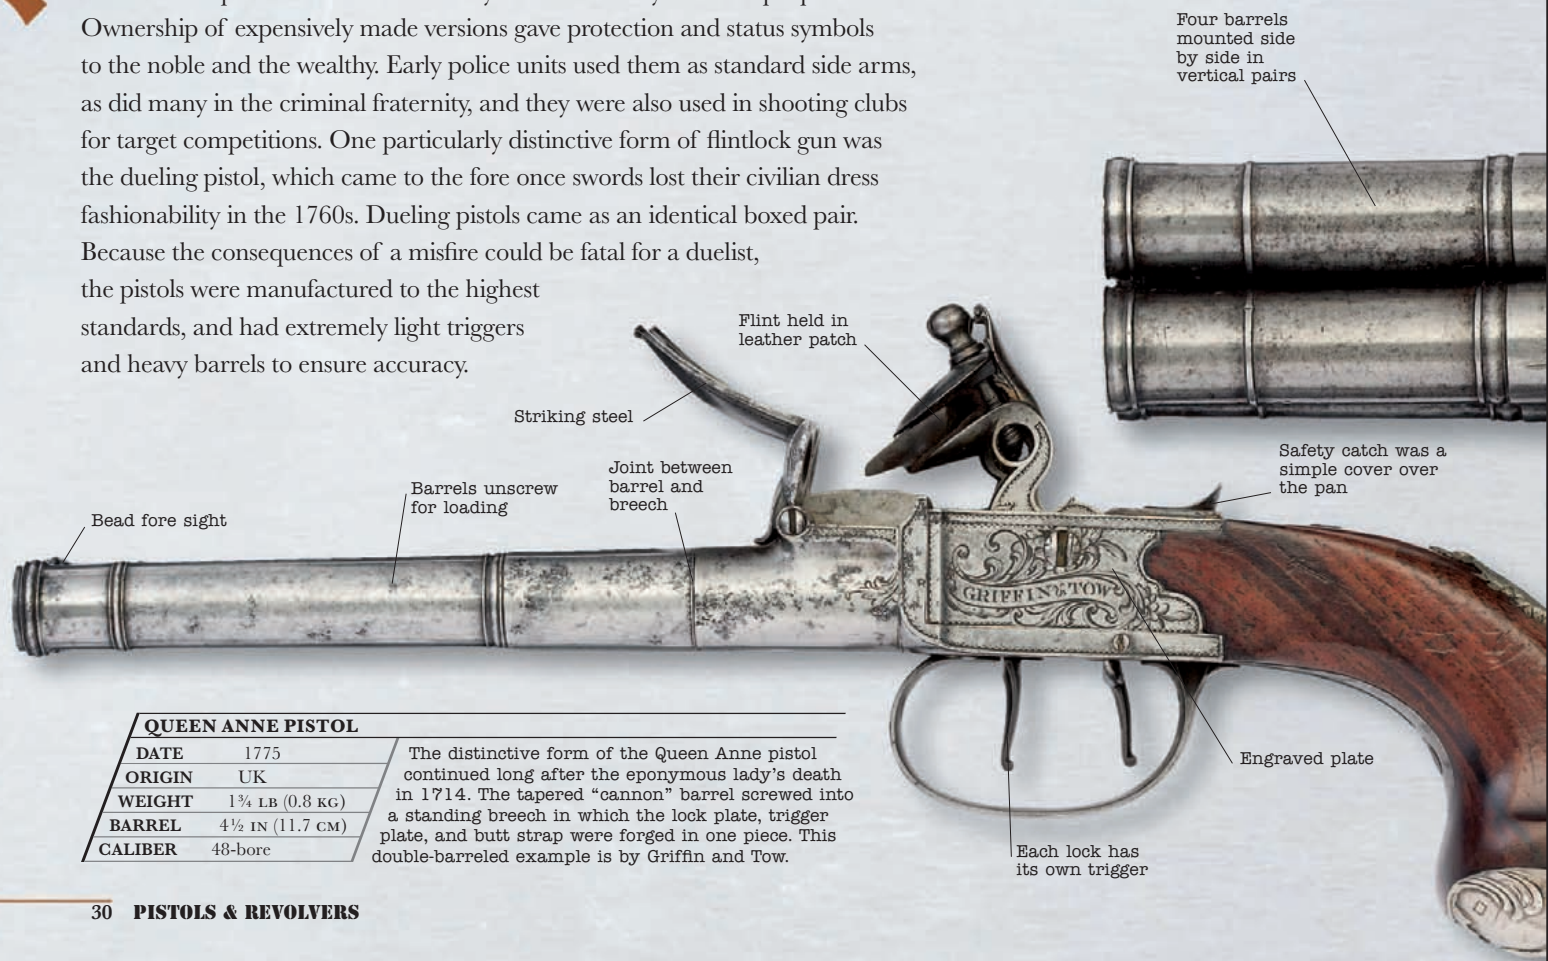 Ownership of expensively made versions gave protection and status symbols
to the noble and the wealthy. Early police units used them as standard side arms,
as did many in the criminal fraternity, and they were also used in shooting clubs
for target competitions. One particularly distinctive form of flintlock gun was
the dueling pistol, which came to the fore once swords lost their civilian dress
fashionability in the 1760s. Dueling pistols came as an identical boxed pair.
Because the consequences of a misfire could be fatal for a duelist,
the pistols were manufactured to the highest
standards, and had extremely light triggers
and heavy barrels to ensure accuracy.
Four barrels
mounted side
by side in
vertical pairs
Flint held in
leather patch
Striking steel
Joint between
barrel and
breech
Barrels unscrew
for loading
Bead fore sight
Safety catch was a
simple cover over
the pan
GRIFFIN & TOW
Engraved plate
Each lock has
its own trigger
QUEEN ANNE PISTOL
DATE 1775
ORIGIN UK
WEIGHT 1¾ LB (0.8 KG)
BARREL 4½ IN (11.7 CM)
CALIBER 48-bore
The distinctive form of the Queen Anne pistol
continued long after the eponymous lady's death
in 1714. The tapered “cannon” barrel screwed into
a standing breech in which the lock plate, trigger
plate, and butt strap were forged in one piece. This
double-barreled example is by Griffin and Tow.
30 PISTOLS & REVOLVERS